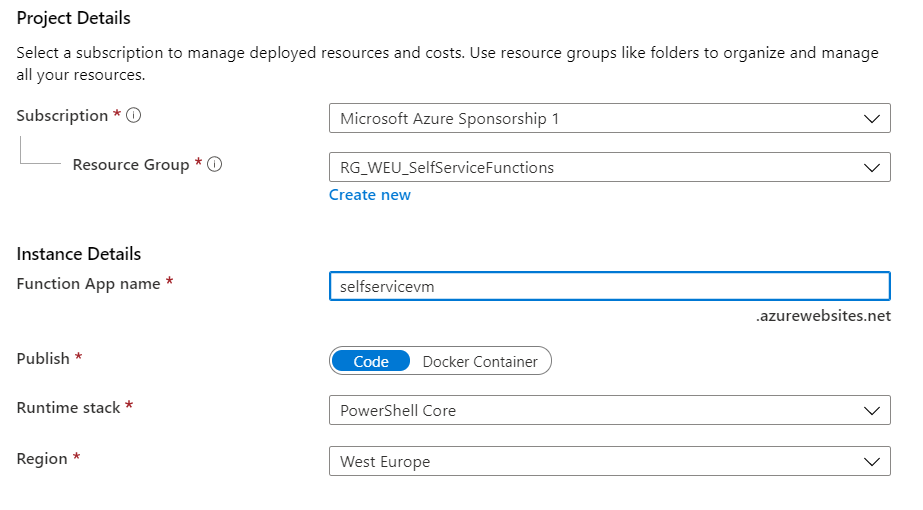 Project Details
Select a subscription to manage deployed resources and costs. Use resource groups like folders to organize and manage
all your resources.
Subscription *
Microsoft Azure Sponsorship 1
Resource Group *
RG_WEU_SelfServiceFunctions
Create new
Instance Details
Function App name *
selfservicevm
.azurewebsites.net
Publish *
Code
Docker Container
Runtime stack *
PowerShell Core
Region *
West Europe